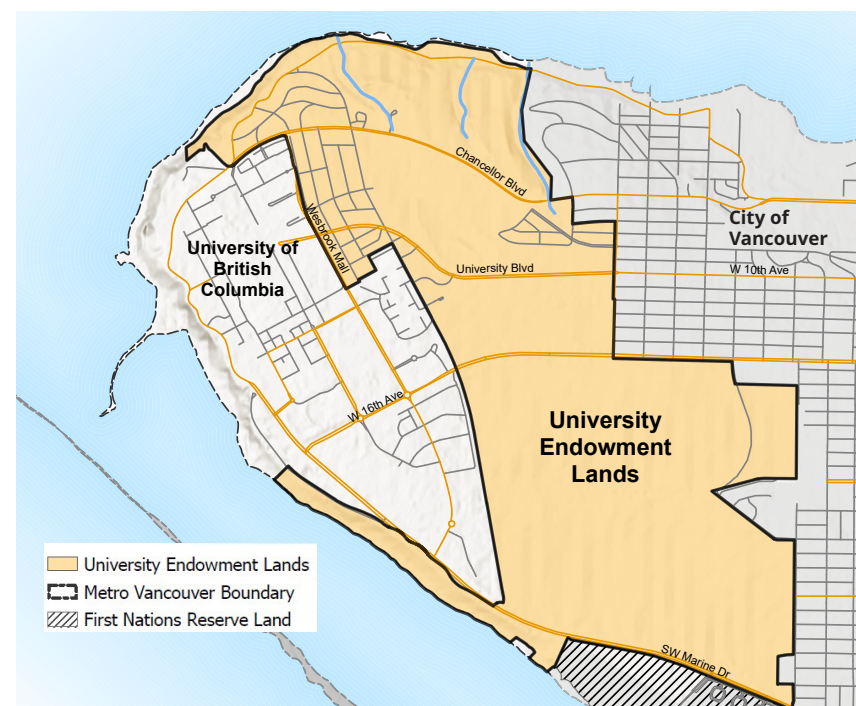 Chancellor Blvd
City of
Vancouver
Wesbrook Mall
University of
British
Columbia
University Blvd
W 10th Ave
W 16th Ave
University
Endowment
Lands
University Endowment Lands
Metro Vancouver Boundary
First Nations Reserve Land
SW Marine Dr